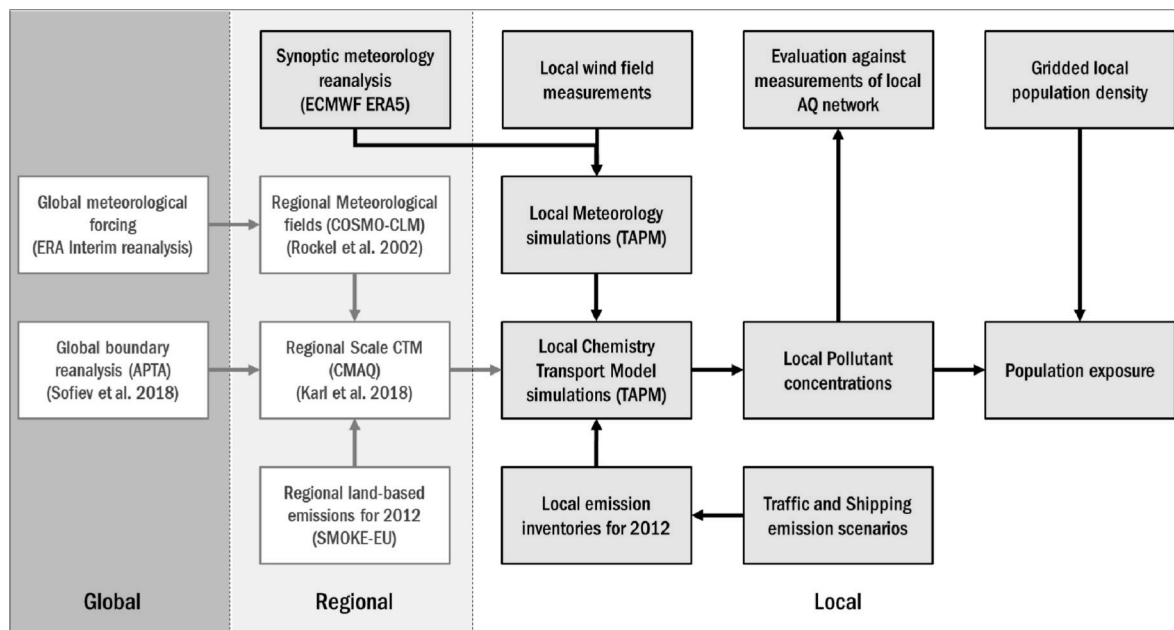 Synoptic meteorology
reanalysis
(ECMWF ERA5)
Local wind field
measurements
Evaluation against
measurements of local
AQ network
Gridded local
population density
Global meteorological
forcing
(ERA Interim reanalysis)
Regional Meteorological
fields (COSMO-CLM)
(Rockel et al. 2002)
Local Meteorology
simulations (TAPM)
Global boundary
reanalysis (APTA)
(Sofiev et al. 2018)
Regional Scale CTM
(CMAQ)
(Karl et al. 2018)
Local Chemistry
Transport Model
simulations (TAPM)
Local Pollutant
concentrations
Population exposure
Regional land-based
emissions for 2012
(SMOKE-EU)
Local emission
inventories for 2012
Traffic and Shipping
emission scenarios
Global
Regional
Local